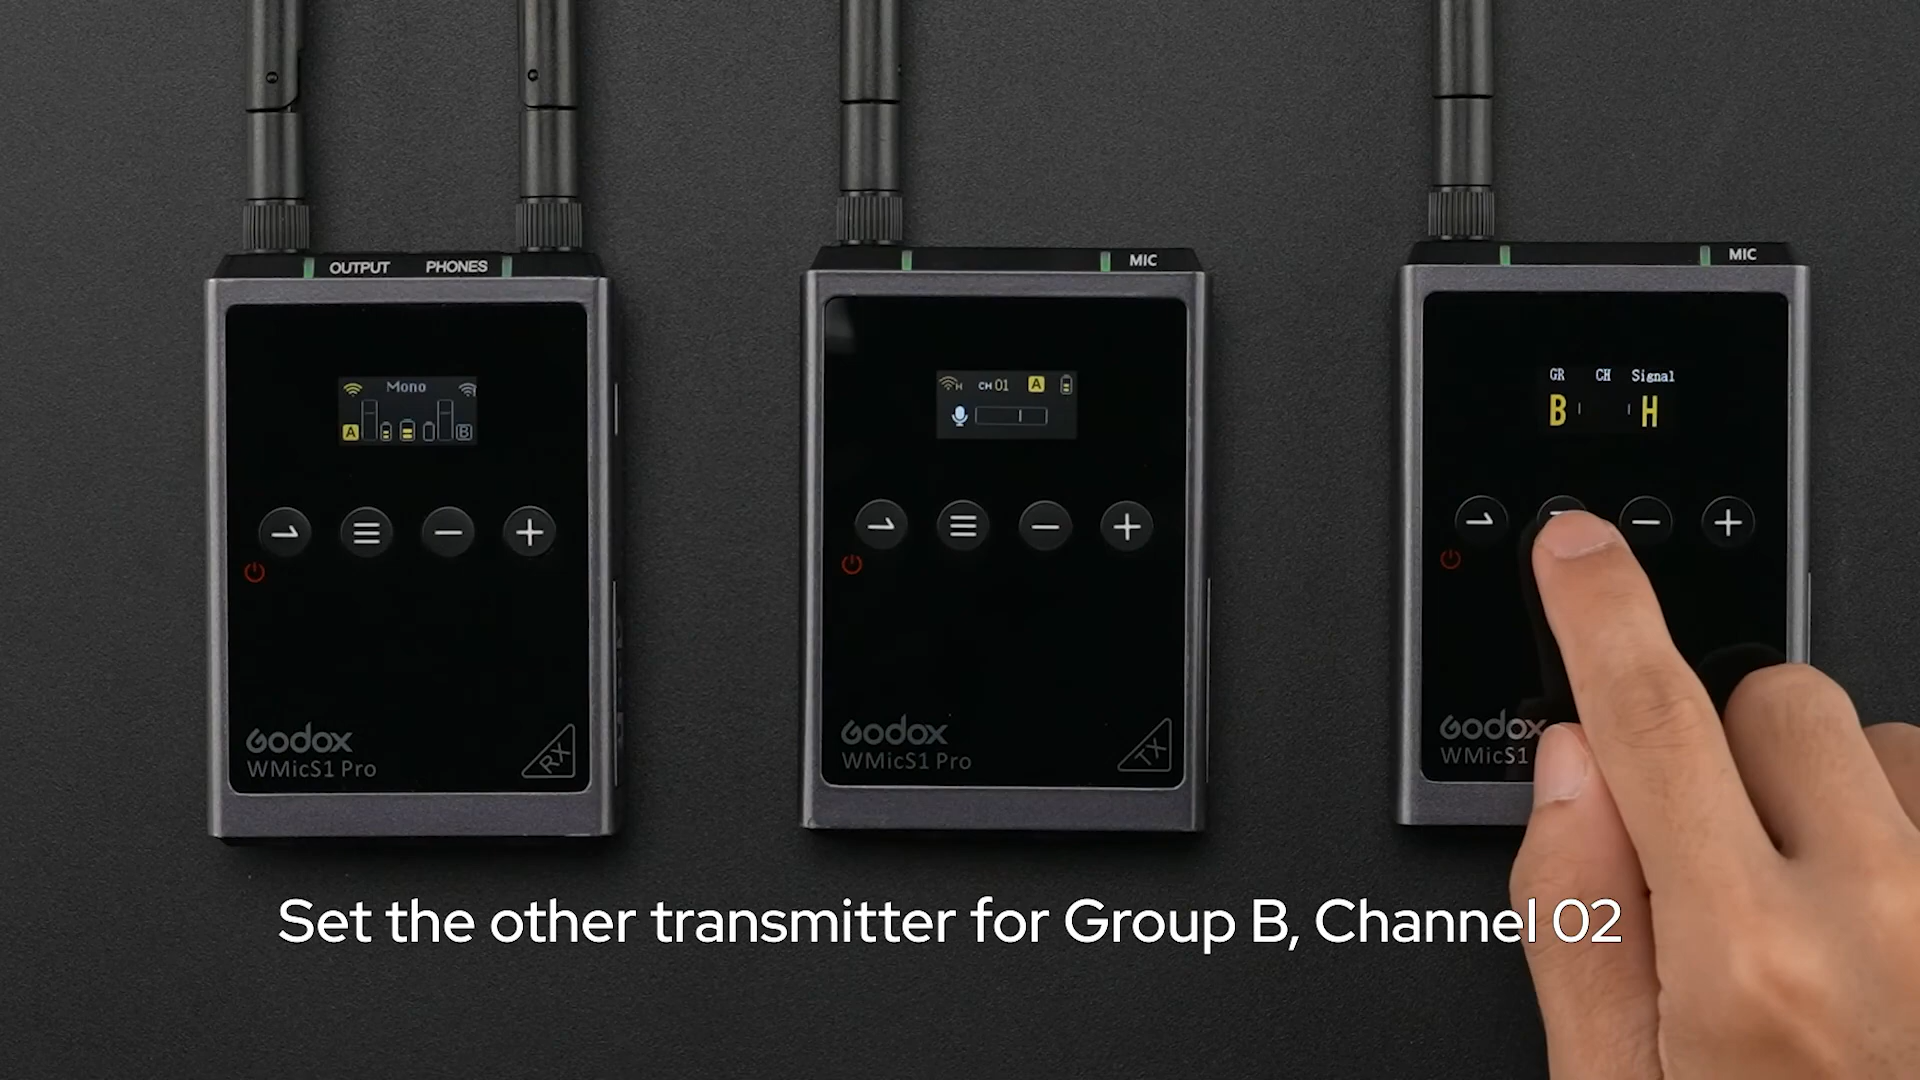 OUTPUT PHONES
Mono
A B
Godox
WMicS1 Pro
RX
MIC
H CH 01 A
Godox
WMicS1 Pro
TX
MIC
GR CH Signal
B H
Godox
WMicS1
Set the other transmitter for Group B, Channel 02